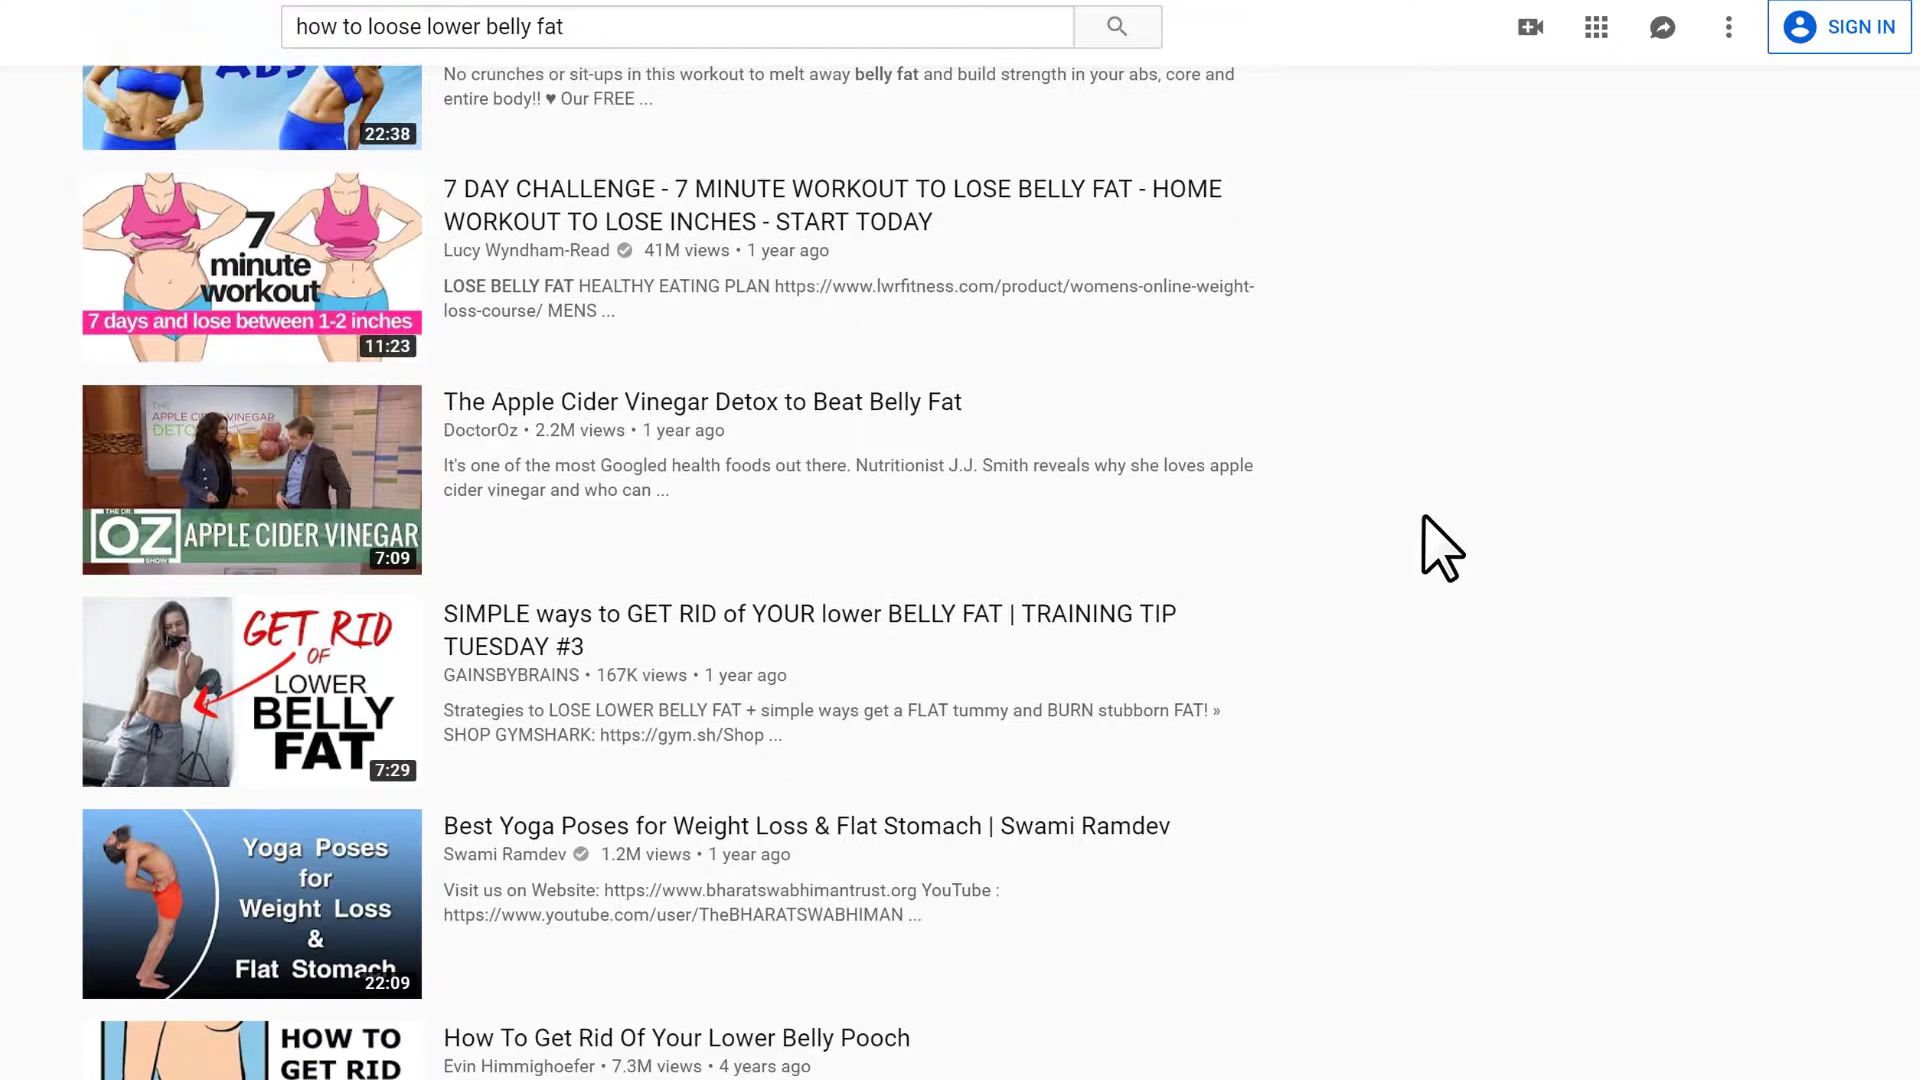 how to loose lower belly fat
SIGN IN
ABS
22:38
No crunches or sit-ups in this workout to melt away belly fat and build strength in your abs, core and
entire body!! ♥ Our FREE ...
7
minute
workout
7 days and lose between 1-2 inches
11:23
7 DAY CHALLENGE - 7 MINUTE WORKOUT TO LOSE BELLY FAT - HOME
WORKOUT TO LOSE INCHES - START TODAY
Lucy Wyndham-Read 41M views • 1 year ago
LOSE BELLY FAT HEALTHY EATING PLAN https://www.lwrfitness.com/product/womens-online-weight-
loss-course/ MENS ...
THE
APPLE CIDER VINEGAR
DETOX
THE DR.
OZ
SHOW
APPLE CIDER VINEGAR
7:09
The Apple Cider Vinegar Detox to Beat Belly Fat
DoctorOz • 2.2M views • 1 year ago
It's one of the most Googled health foods out there. Nutritionist J.J. Smith reveals why she loves apple
cider vinegar and who can ...
GET RID
OF
LOWER
BELLY
FAT
7:29
SIMPLE ways to GET RID of YOUR lower BELLY FAT | TRAINING TIP
TUESDAY #3
GAINSBYBRAINS • 167K views • 1 year ago
Strategies to LOSE LOWER BELLY FAT + simple ways get a FLAT tummy and BURN stubborn FAT! »
SHOP GYMSHARK: https://gym.sh/Shop ...
Yoga Poses
for
Weight Loss
&
Flat Stomach
22:09
Best Yoga Poses for Weight Loss & Flat Stomach | Swami Ramdev
Swami Ramdev 1.2M views • 1 year ago
Visit us on Website: https://www.bharatswabhimantrust.org YouTube :
https://www.youtube.com/user/TheBHARATSWABHIMAN ...
HOW TO
GET RID
How To Get Rid Of Your Lower Belly Pooch
Evin Himmighoefer • 7.3M views • 4 years ago